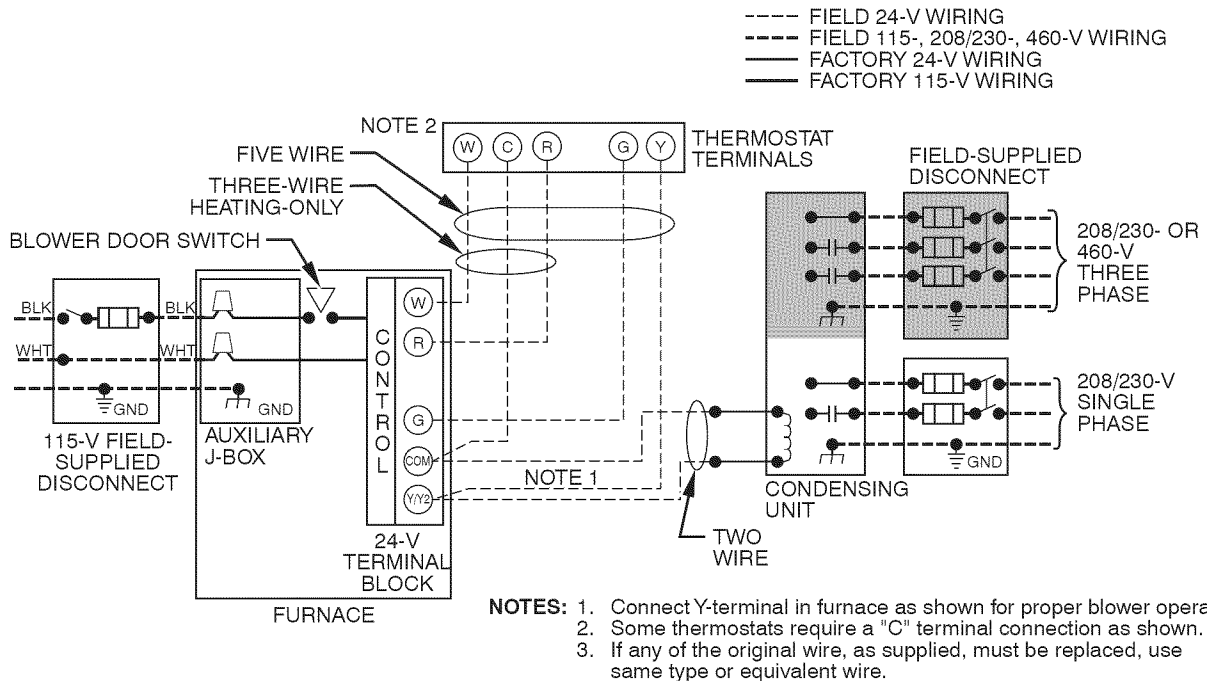 FIELD 24-V WIRING
FIELD 115-, 208/230-, 460-V WIRING
FACTORY 24-V WIRING
FACTORY 115-V WIRING
NOTE 2
W C R G Y
THERMOSTAT
TERMINALS
FIVE WIRE
THREE-WIRE
HEATING-ONLY
BLOWER DOOR SWITCH
FIELD-SUPPLIED
DISCONNECT
208/230- OR
460-V
THREE
PHASE
BLK
BLK
WHT
WHT
GND
GND
115-V FIELD-
SUPPLIED
DISCONNECT
AUXILIARY
J-BOX
CONTROL
W
R
G
COM
Y/Y2
24-V
TERMINAL
BLOCK
FURNACE
NOTE 1
TWO
WIRE
CONDENSING
UNIT
208/230-V
SINGLE
PHASE
GND
NOTES: 1. Connect Y-terminal in furnace as shown for proper blower opera
2. Some thermostats require a "C" terminal connection as shown.
3. If any of the original wire, as supplied, must be replaced, use
same type or equivalent wire.